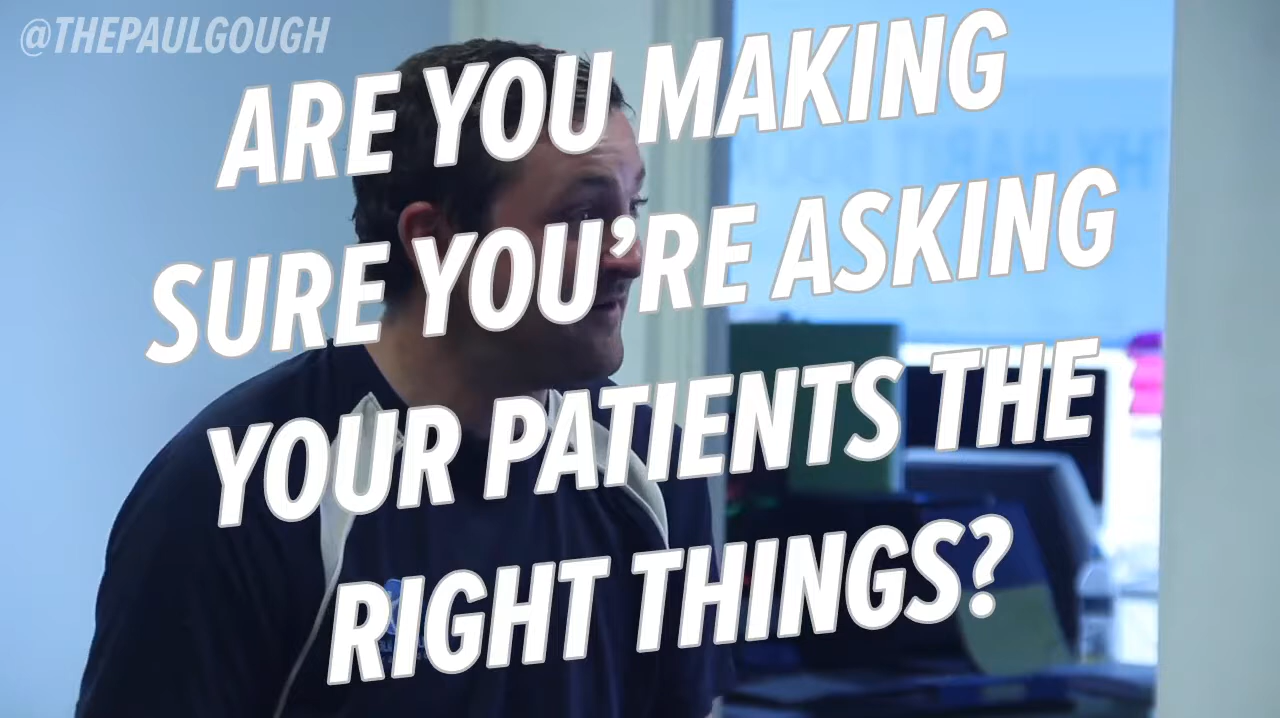 @THEPAULGOUGH
ARE YOU MAKING
SURE YOU’RE ASKING
YOUR PATIENTS THE
RIGHT THINGS?